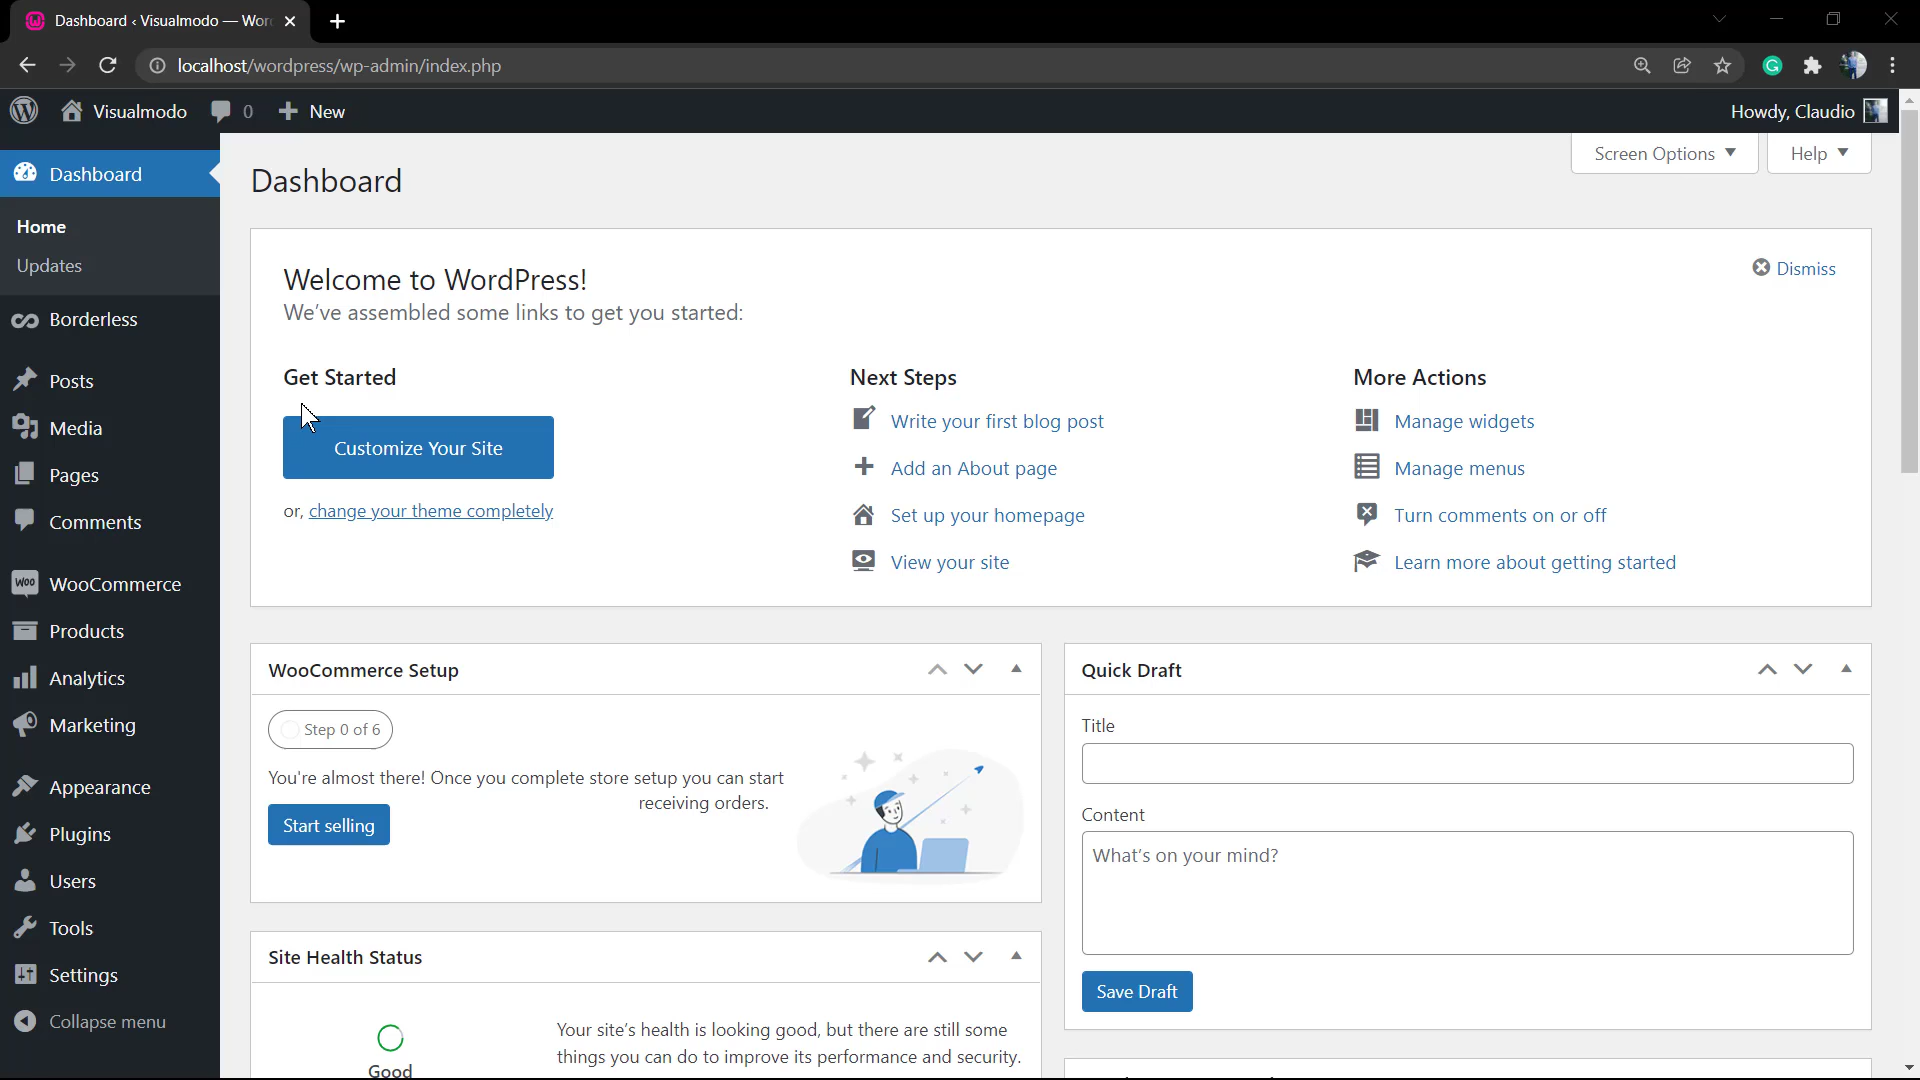 Dashboard ‹ Visualmodo — Wor
localhost/wordpress/wp-admin/index.php
Visualmodo 0 New Howdy, Claudio
Dashboard
Home
Updates
Borderless
Posts
Media
Pages
Comments
WooCommerce
Products
Analytics
Marketing
Appearance
Plugins
Users
Tools
Settings
Collapse menu
Screen Options Help
Dashboard
Welcome to WordPress!
We've assembled some links to get you started:
Dismiss
Get Started
Customize Your Site
or, change your theme completely
Next Steps
Write your first blog post
Add an About page
Set up your homepage
View your site
More Actions
Manage widgets
Manage menus
Turn comments on or off
Learn more about getting started
WooCommerce Setup
Step 0 of 6
You're almost there! Once you complete store setup you can start
receiving orders.
Start selling
Site Health Status
Good
Your site's health is looking good, but there are still some
things you can do to improve its performance and security.
Quick Draft
Title
Content
What's on your mind?
Save Draft